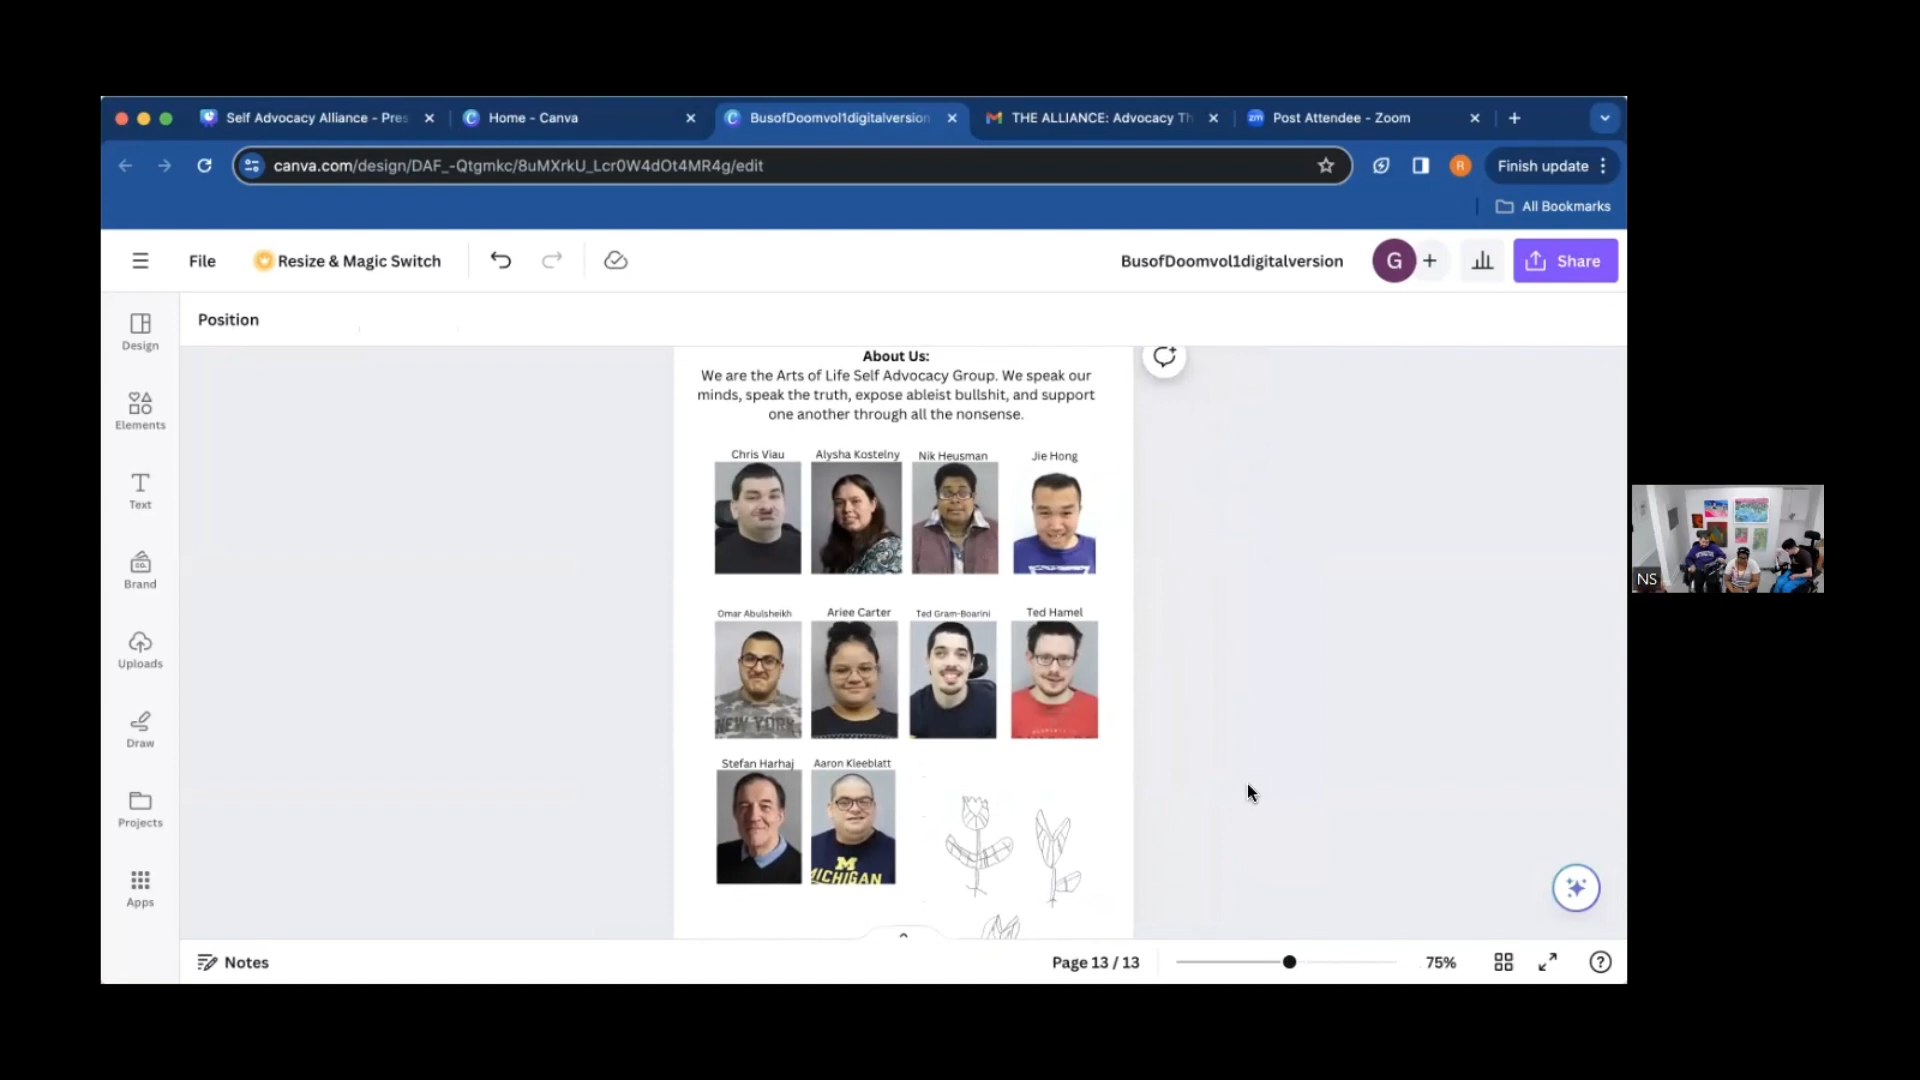 Self Advocacy Alliance - Pres
Home - Canva
BusofDoomvol1digitalversion
THE ALLIANCE: Advocacy Th
zm
Post Attendee - Zoom
canva.com/design/DAF_-Qtgmkc/8uMXrkU_Lcr0W4dOt4MR4g/edit
R
Finish update
All Bookmarks
File
Resize & Magic Switch
BusofDoomvol1digitalversion
G
Share
Position
Design
Elements
Text
Brand
Uploads
Draw
Projects
Apps
About Us:
We are the Arts of Life Self Advocacy Group. We speak our
minds, speak the truth, expose ableist bullshit, and support
one another through all the nonsense.
Chris Viau Alysha Kostelny Nik Heusman Jie Hong
Omar Abulsheikh Ariee Carter Ted Gram-Boarini Ted Hamel
NEW YORK
Stefan Harhaj Aaron Kleeblatt
M
MICHIGAN
NS
Notes
Page 13 / 13
75%